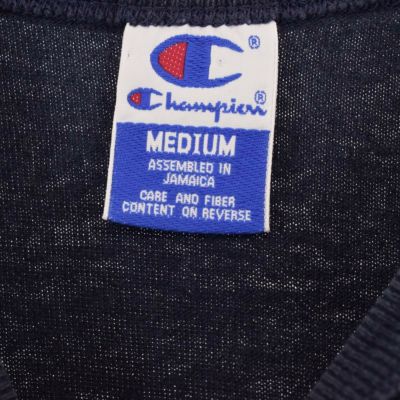 ®
Champion®
MEDIUM
ASSEMBLED IN
JAMAICA
CARE AND FIBER
CONTENT ON REVERSE